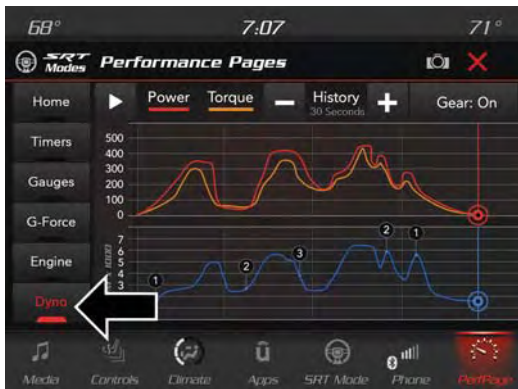 68° 7:07 71°
SRT Modes Performance Pages
Home Power Torque History Gear: On
30 Seconds
Timers
Gauges
G-Force
Engine
Dyno
500
400
300
200
100
0
7
6
5
4
3
1000
1 2 3 2 1
Media Controls Climate Apps SRT Mode Phone PerfPage